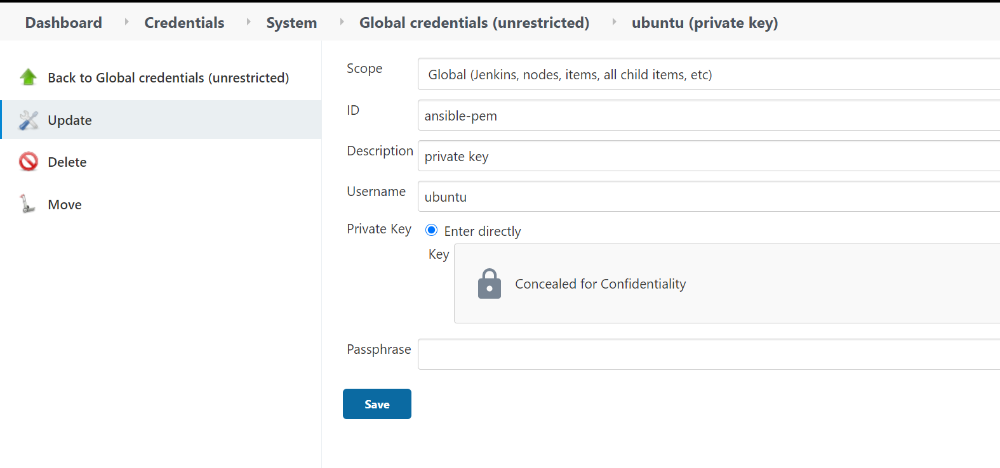 Dashboard Credentials System Global credentials (unrestricted) ubuntu (private key)
Back to Global credentials (unrestricted)
Update
Delete
Move
Scope Global (Jenkins, nodes, items, all child items, etc)
ID ansible-pem
Description private key
Username ubuntu
Private Key Enter directly
Key Concealed for Confidentiality
Passphrase
Save